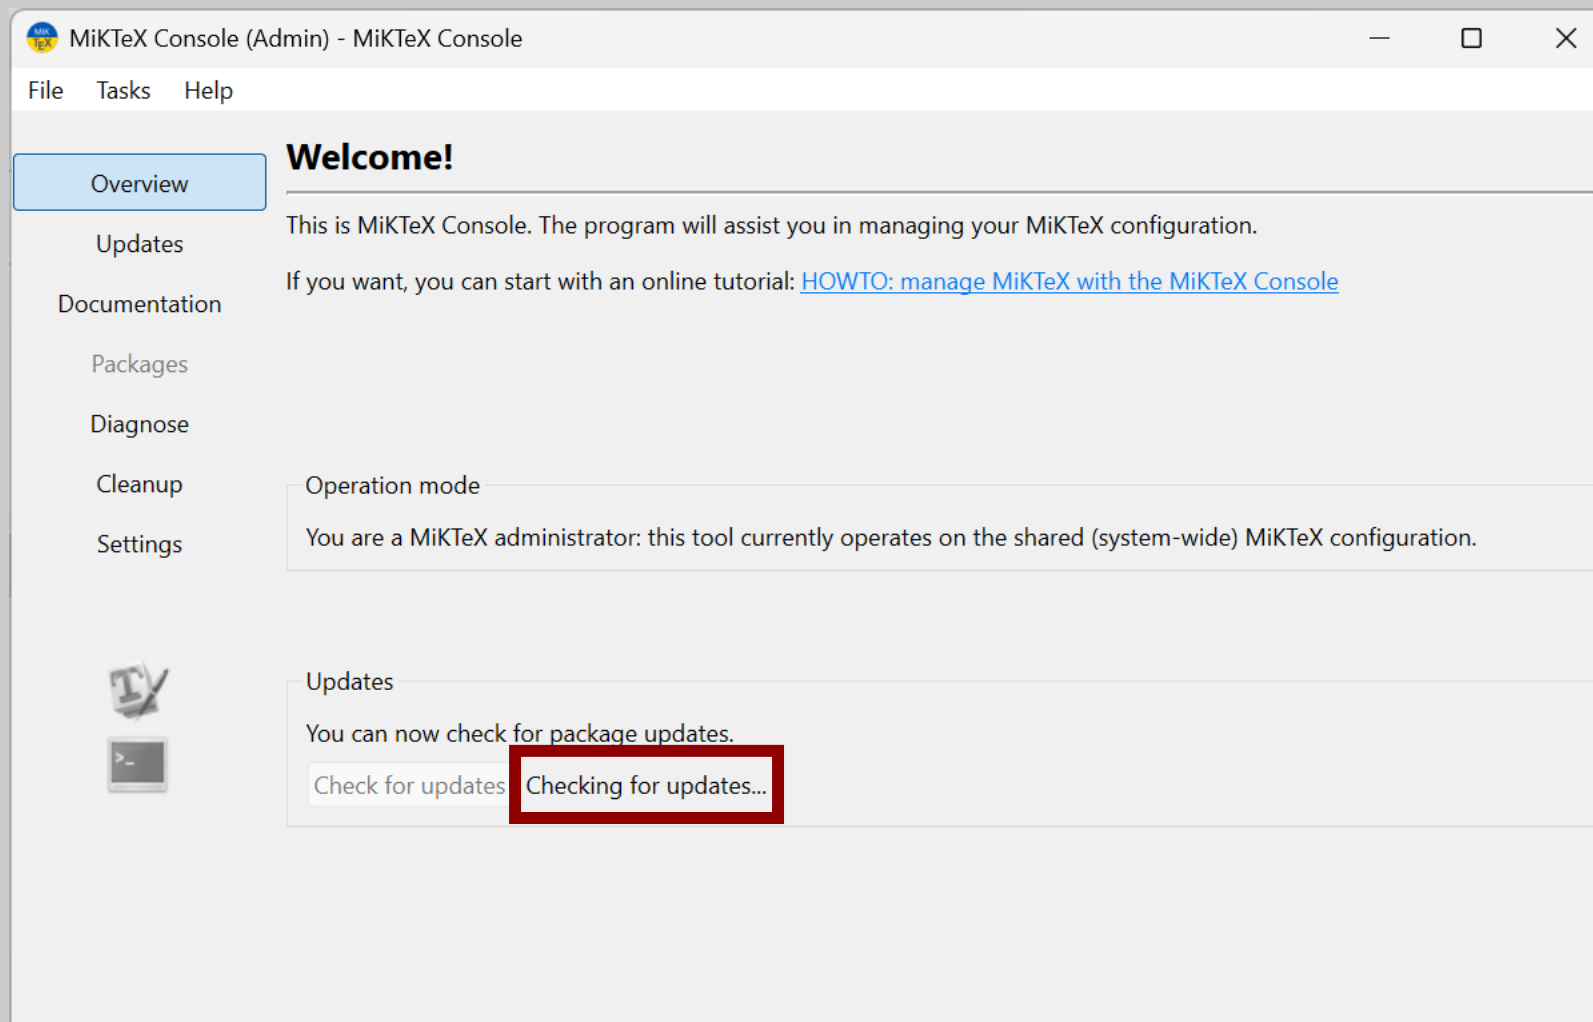 MiKTeX Console (Admin) - MiKTeX Console
File Tasks Help
Overview
Updates
Documentation
Packages
Diagnose
Cleanup
Settings
Welcome!
This is MiKTeX Console. The program will assist you in managing your MiKTeX configuration.
If you want, you can start with an online tutorial: HOWTO: manage MiKTeX with the MiKTeX Console
Operation mode
You are a MiKTeX administrator: this tool currently operates on the shared (system-wide) MiKTeX configuration.
Updates
You can now check for package updates.
Check for updates Checking for updates...